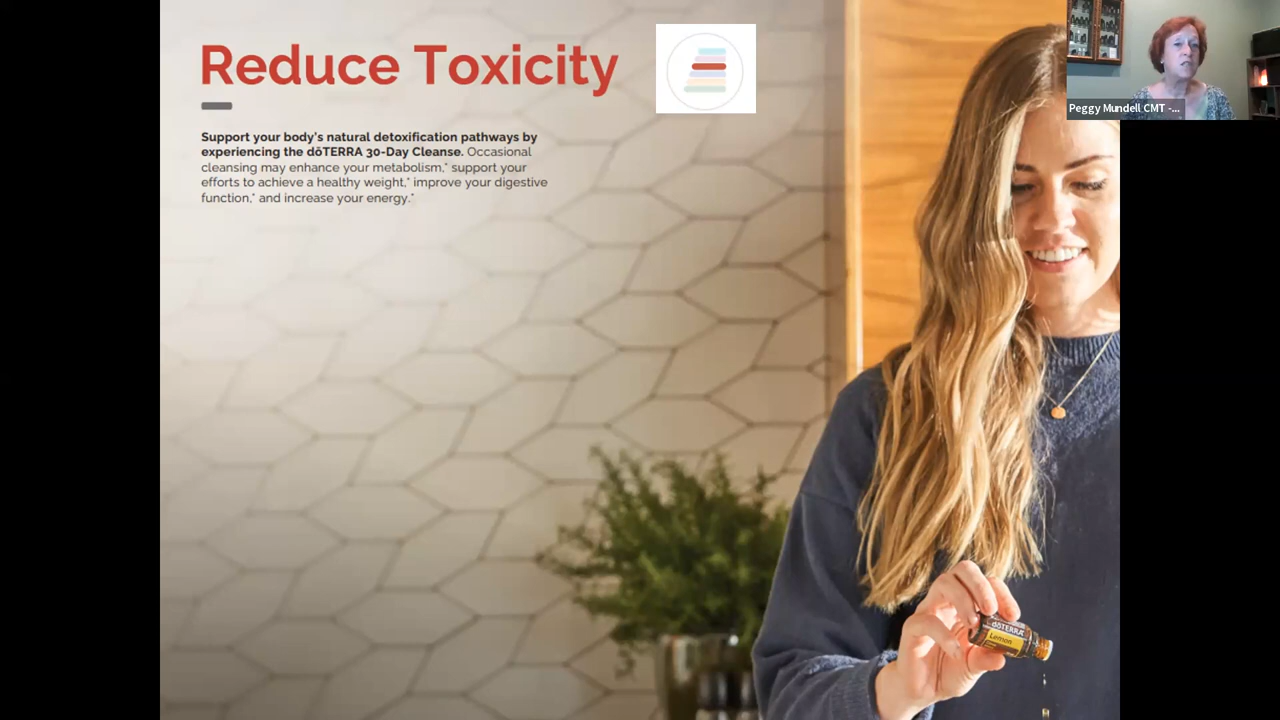 Reduce Toxicity
Support your body's natural detoxification pathways by
experiencing the dōTERRA 30-Day Cleanse. Occasional
cleansing may enhance your metabolism,* support your
efforts to achieve a healthy weight,* improve your digestive
function,* and increase your energy.*
Peggy Mundell CMT -...
dōTERRA
Lemon